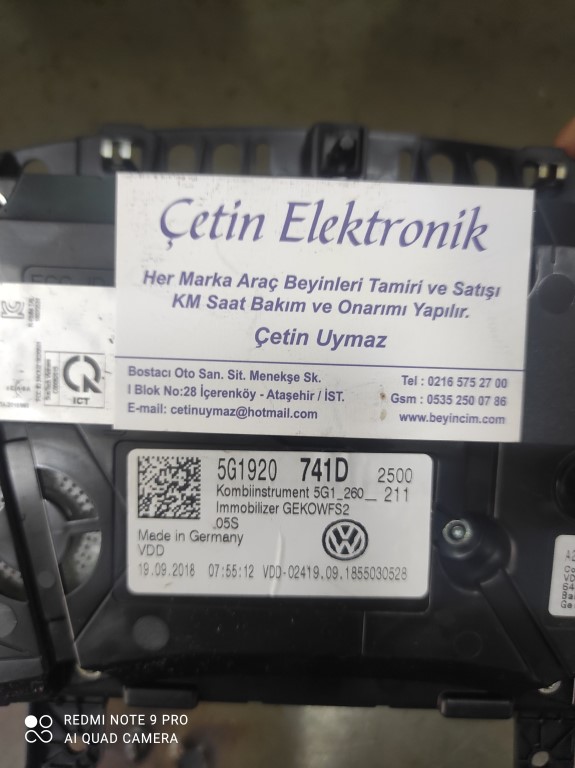 Çetin Elektronik
Her Marka Araç Beyinleri Tamiri ve Satışı
KM Saat Bakım ve Onarımı Yapılır.
Çetin Uymaz
Bostacı Oto San. Sit. Menekşe Sk.
I Blok No:28 İçerenköy - Ataşehir / İST.
E-mail: cetinuymaz@hotmail.com
Tel : 0216 575 27 00
Gsm : 0535 250 07 86
www.beyincim.com
ICT
5G1920 741D 2500
Kombiinstrument 5G1_260__ 211
Immobilizer GEKOWFS2
.05S
Made in Germany
VDD
19.09.2018 07:55:12 VDD-02419.09.1855030528
REDMI NOTE 9 PRO
AI QUAD CAMERA